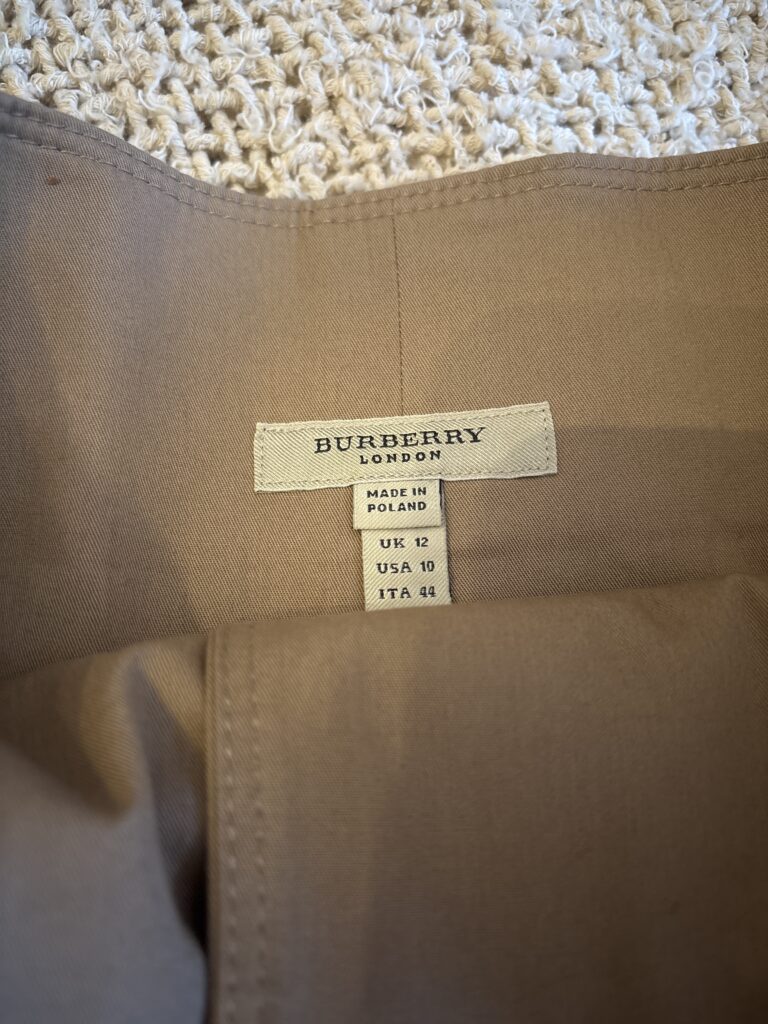 BURBERRY
LONDON
MADE IN
POLAND
UK 12
USA 10
ITA 44